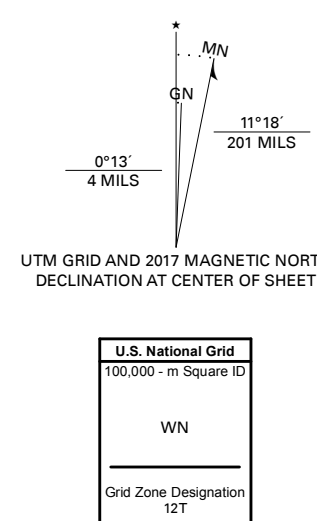 ★
MN
GN
11°18´
201 MILS
0°13´
4 MILS
UTM GRID AND 2017 MAGNETIC NORT
DECLINATION AT CENTER OF SHEET
U.S. National Grid
100,000 - m Square ID
WN
Grid Zone Designation
12T